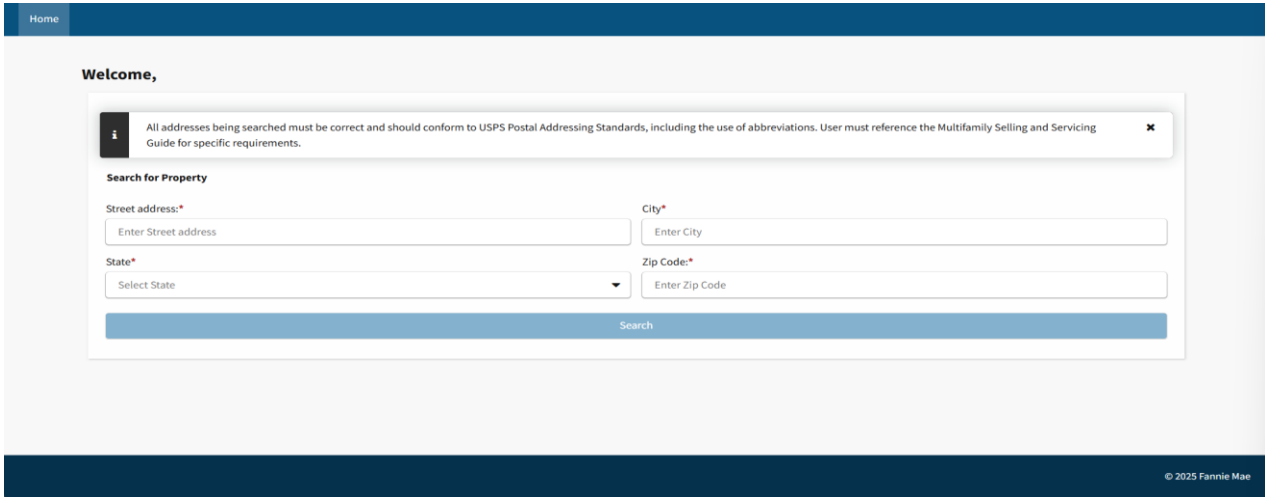 Home
Welcome,
i
All addresses being searched must be correct and should conform to USPS Postal Addressing Standards, including the use of abbreviations. User must reference the Multifamily Selling and Servicing
Guide for specific requirements.
Search for Property
Street address:*
City*
Enter Street address
Enter City
State*
Zip Code:*
Select State
Enter Zip Code
Search
© 2025 Fannie Mae